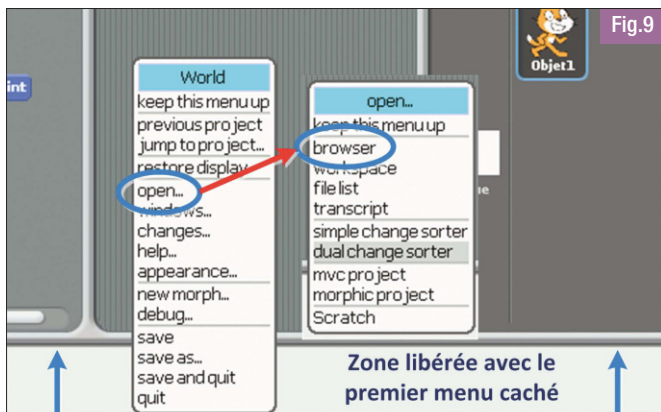 Fig.9
Objet1
int
World
keep this menu up
previous project
jump to project...
restore display
open...
windows...
changes...
help...
appearance...
new morph...
debug...
save
save as...
save and quit
quit
open...
keep this menu up
browser
workspace
file list
transcript
simple change sorter
dual change sorter
mvc project
morphic project
Scratch
ue
Zone libérée avec le
premier menu caché